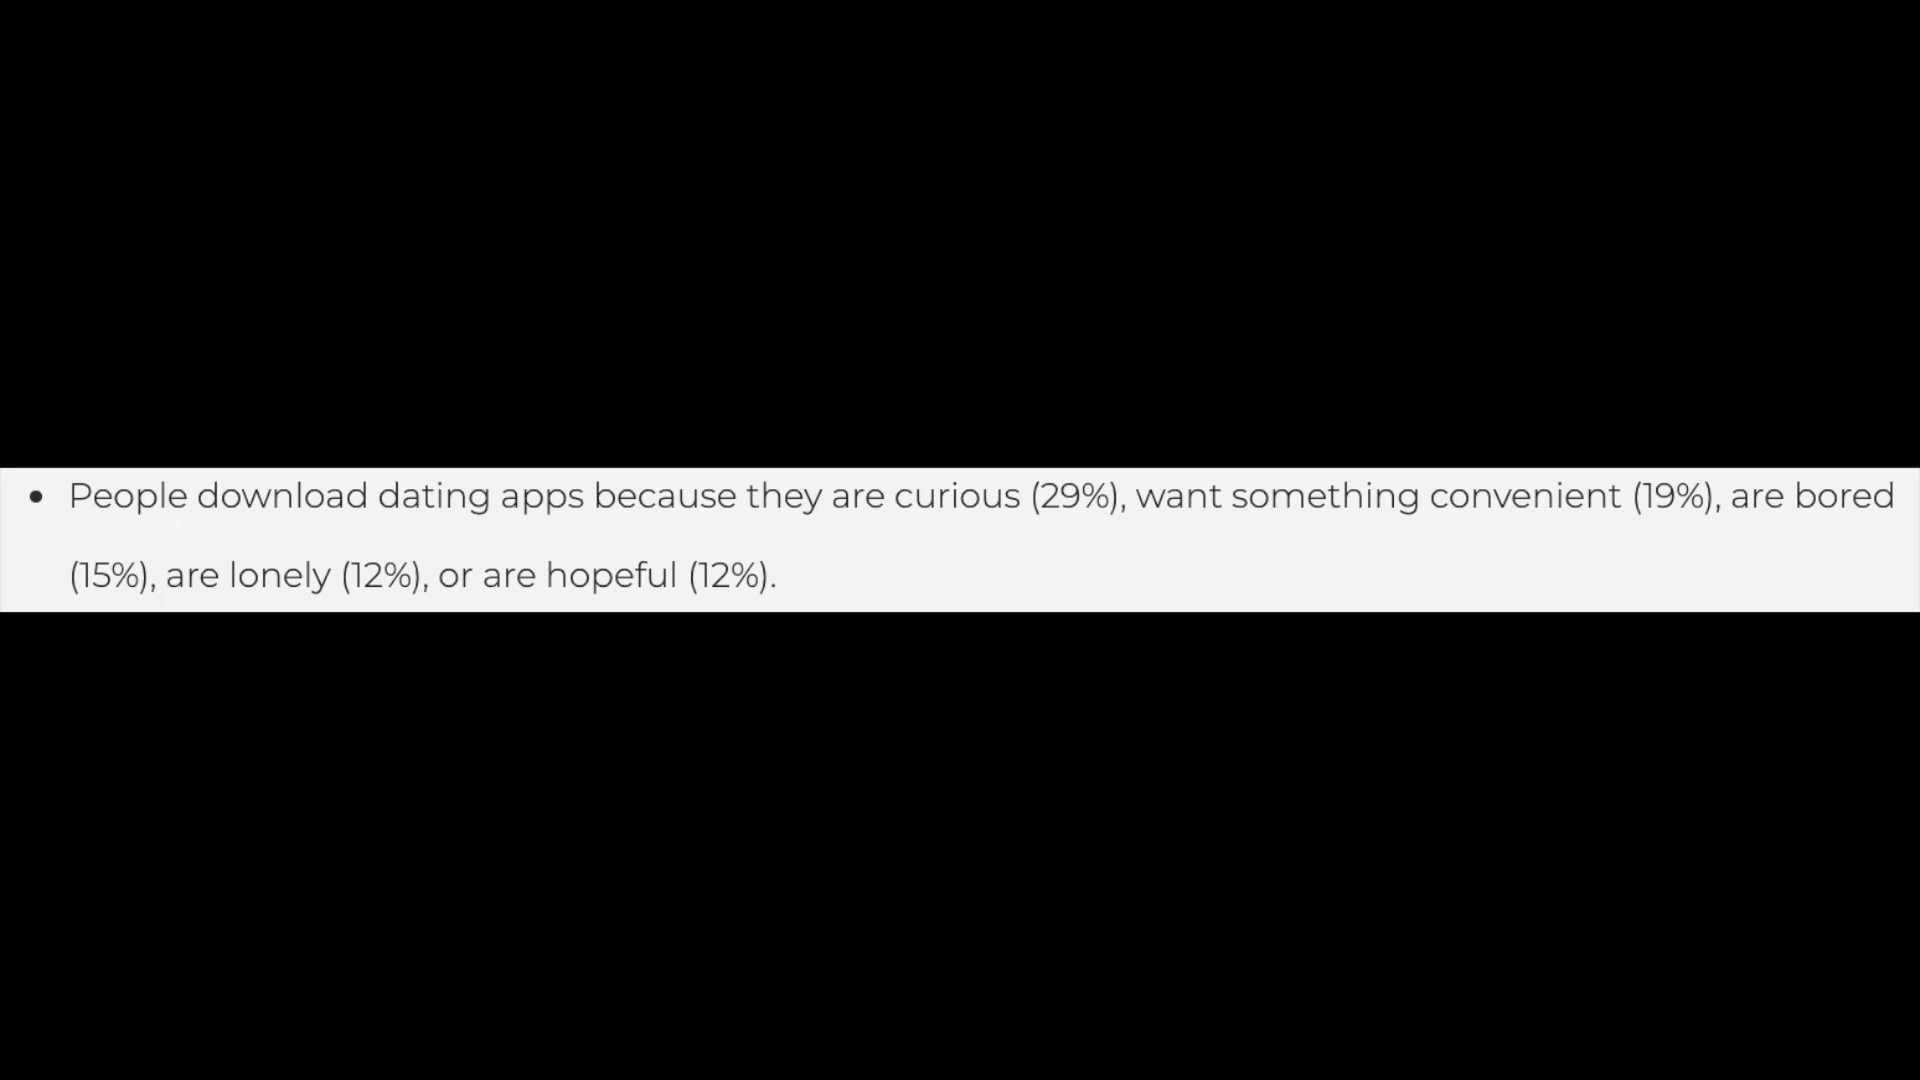 • People download dating apps because they are curious (29%), want something convenient (19%), are bored
(15%), are lonely (12%), or are hopeful (12%).